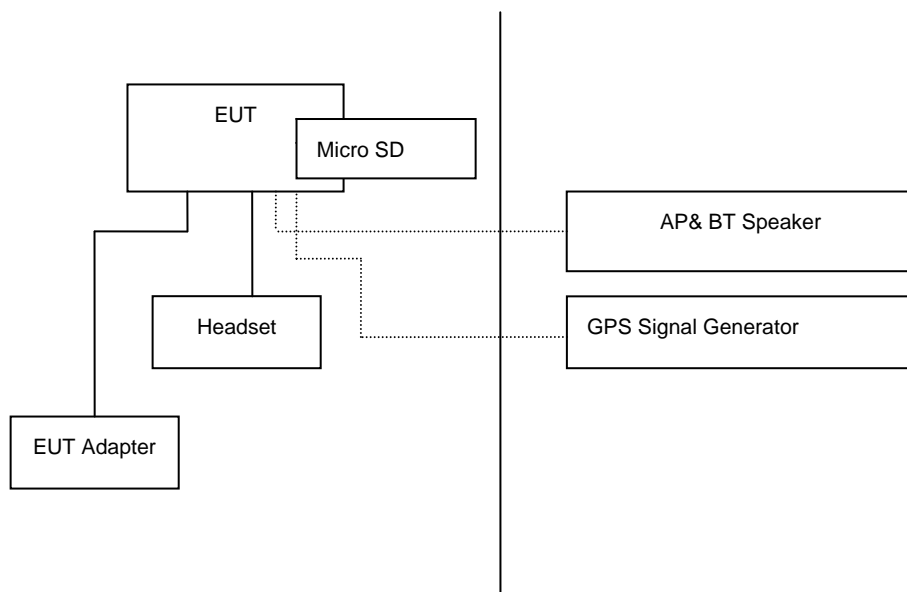 EUT
Micro SD
AP& BT Speaker
Headset
GPS Signal Generator
EUT Adapter